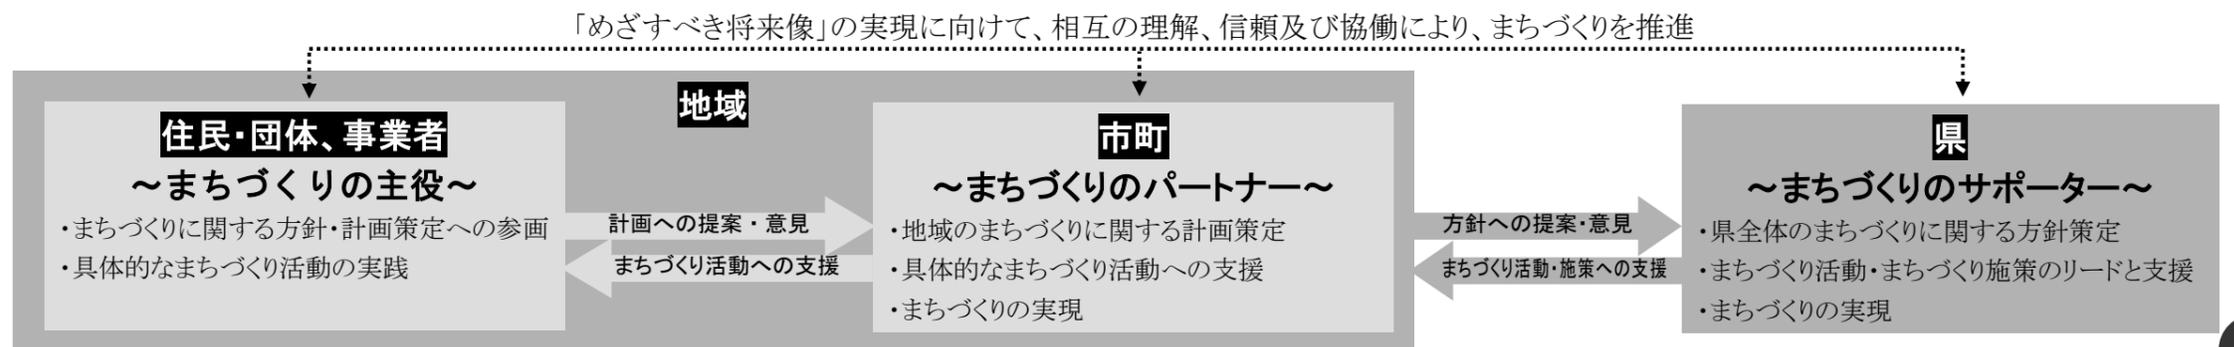 「めざすべき将来像」の実現に向けて、相互の理解、信頼及び協働により、まちづくりを推進
地域
住民・団体、事業者
～まちづくりの主役～
・まちづくりに関する方針・計画策定への参画
・具体的なまちづくり活動の実践
計画への提案・意見
まちづくり活動への支援
市町
～まちづくりのパートナー～
・地域のまちづくりに関する計画策定
・具体的なまちづくり活動への支援
・まちづくりの実現
方針への提案・意見
まちづくり活動・施策への支援
県
～まちづくりのサポーター～
・県全体のまちづくりに関する方針策定
・まちづくり活動・まちづくり施策のリードと支援
・まちづくりの実現